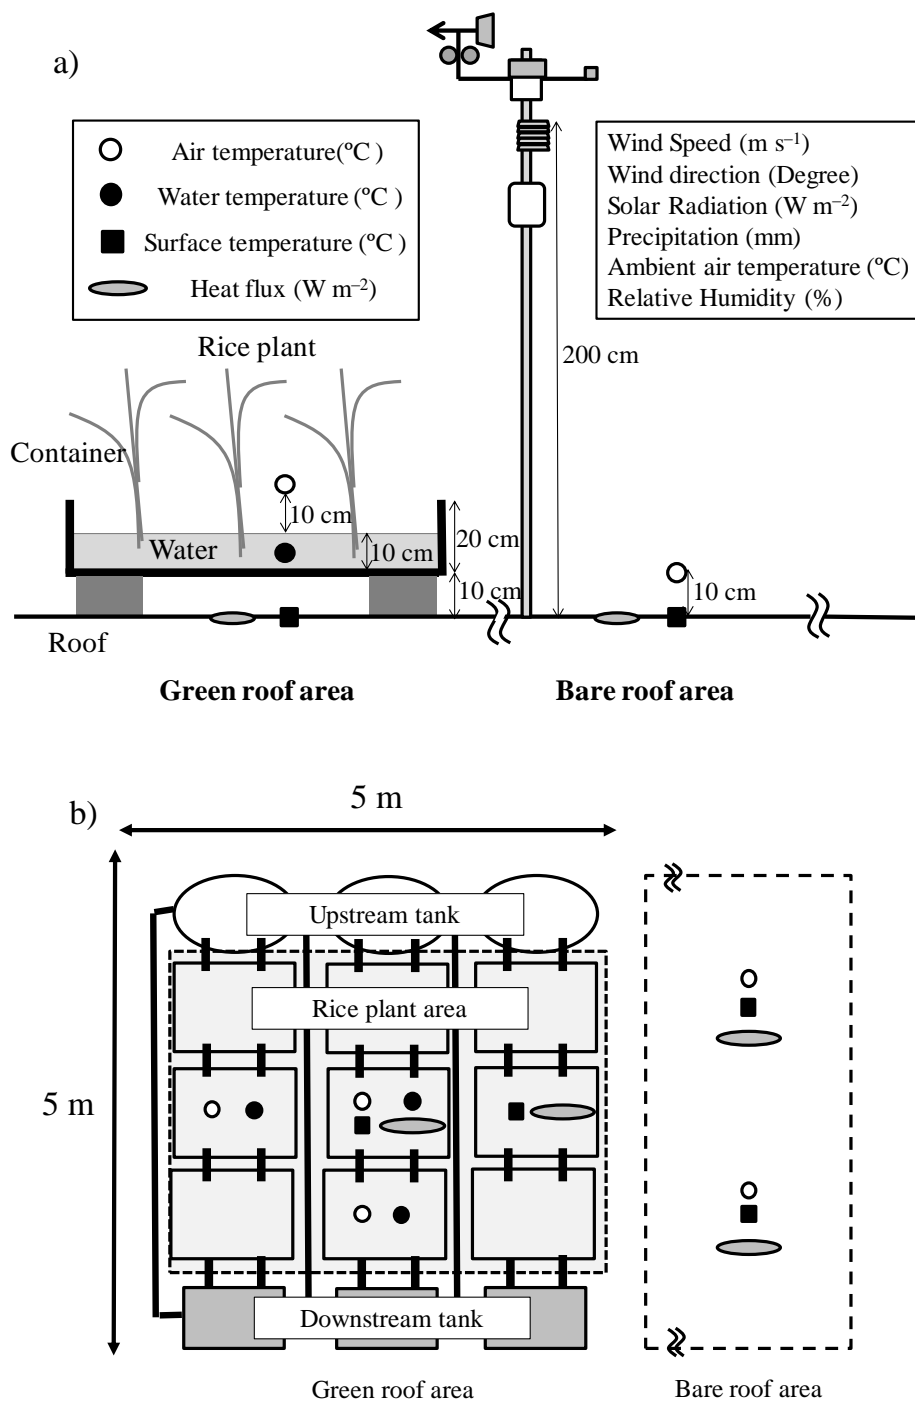 a)
Air temperature(ºC )
Water temperature (ºC )
Surface temperature (ºC )
Heat flux (W m–2)
Wind Speed (m s–1)
Wind direction (Degree)
Solar Radiation (W m–2)
Precipitation (mm)
Ambient air temperature (ºC)
Relative Humidity (%)
200 cm
Rice plant
Container
10 cm
20 cm
Water
10 cm
10 cm
10 cm
Roof
Green roof area
Bare roof area
b)
5 m
5 m
Upstream tank
Rice plant area
Downstream tank
Green roof area
Bare roof area